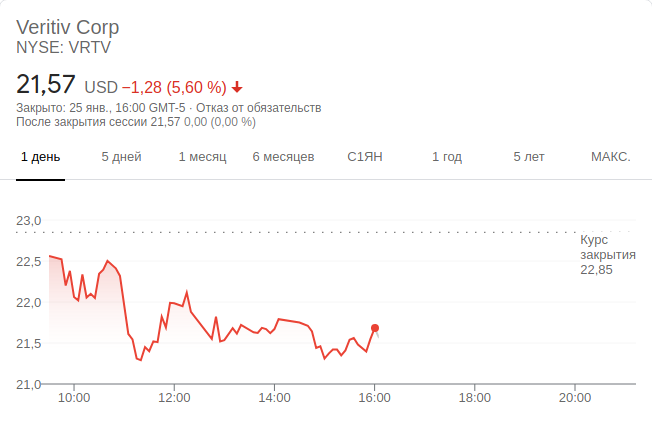 Veritiv Corp
NYSE: VRTV
21,57 USD −1,28 (5,60 %)
Закрыто: 25 янв., 16:00 GMT-5 · Отказ от обязательств
После закрытия сессии 21,57 0,00 (0,00 %)
1 день 5 дней 1 месяц 6 месяцев С1ЯН 1 год 5 лет МАКС.
23,0
Курс
закрытия
22,85
22,5
22,0
21,5
21,0
10:00 12:00 14:00 16:00 18:00 20:00